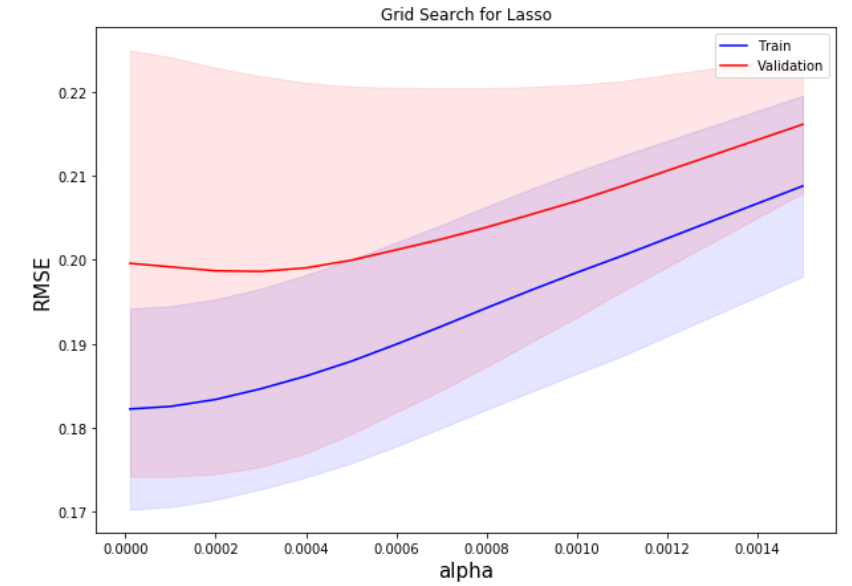 Grid Search for Lasso
Train
Validation
0.22
0.21
0.20
0.19
0.18
0.17
RMSE
0.0000 0.0002 0.0004 0.0006 0.0008 0.0010 0.0012 0.0014
alpha